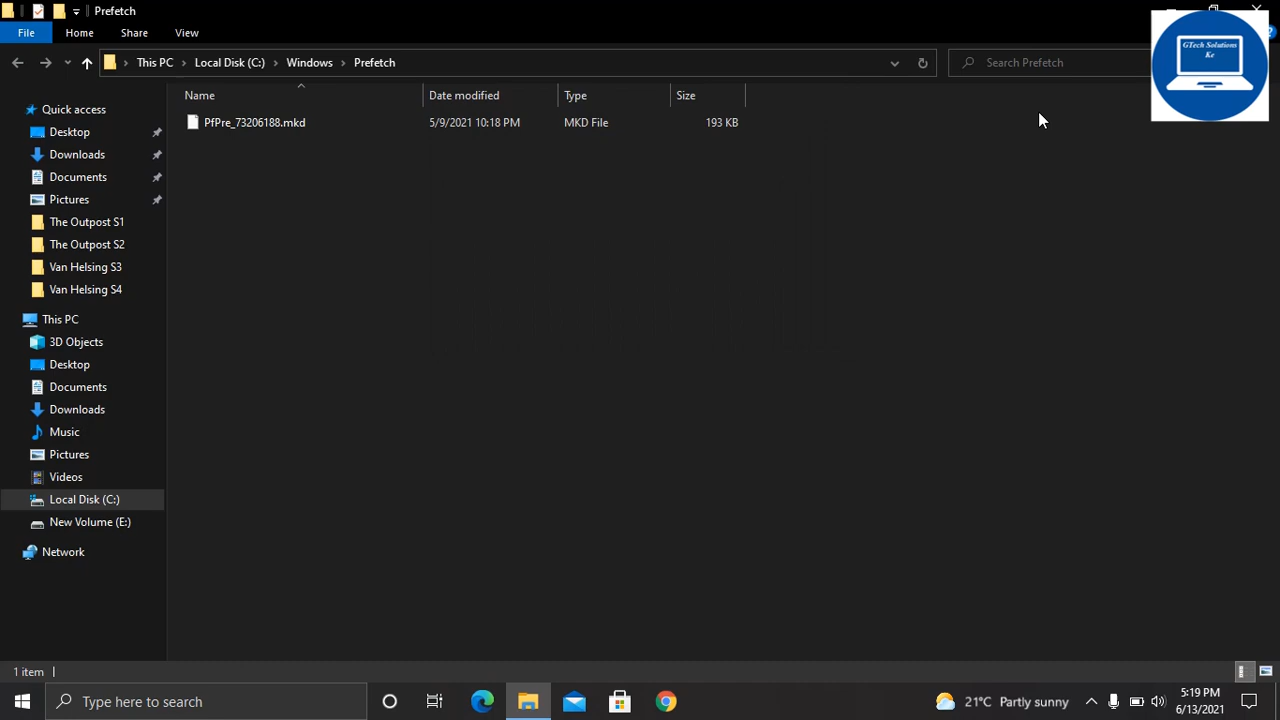 Prefetch
File Home Share View
This PC Local Disk (C:) Windows Prefetch
Search Prefetch
GTech Solutions
Ke
Name Date modified Type Size
PfPre_73206188.mkd 5/9/2021 10:18 PM MKD File 193 KB
Quick access
Desktop
Downloads
Documents
Pictures
The Outpost S1
The Outpost S2
Van Helsing S3
Van Helsing S4
This PC
3D Objects
Desktop
Documents
Downloads
Music
Pictures
Videos
Local Disk (C:)
New Volume (E:)
Network
1 item
Type here to search
21°C Partly sunny
5:19 PM
6/13/2021